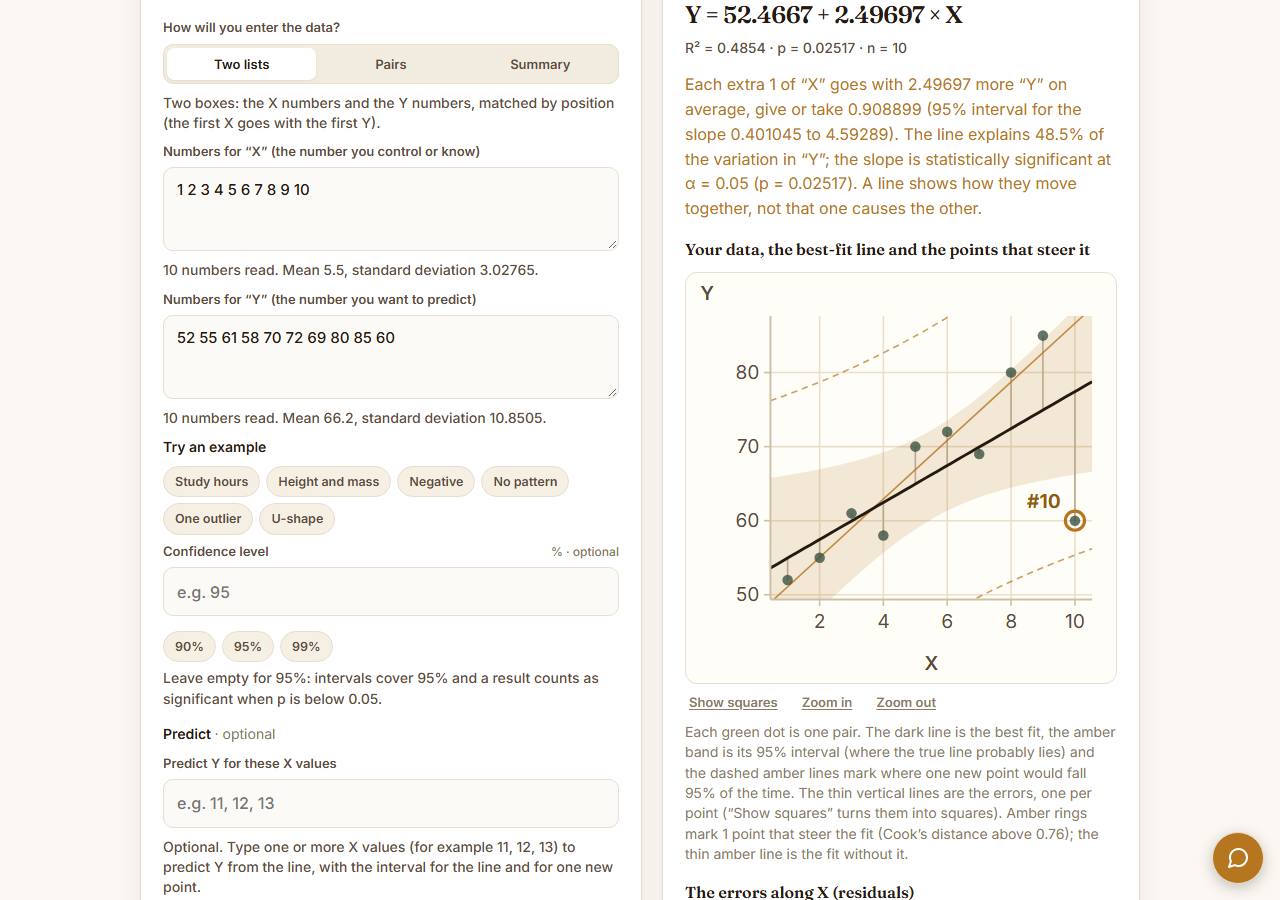 How will you enter the data?
Two lists
Pairs
Summary
Two boxes: the X numbers and the Y numbers, matched by position
(the first X goes with the first Y).
Numbers for “X” (the number you control or know)
1 2 3 4 5 6 7 8 9 10
10 numbers read. Mean 5.5, standard deviation 3.02765.
Numbers for “Y” (the number you want to predict)
52 55 61 58 70 72 69 80 85 60
10 numbers read. Mean 66.2, standard deviation 10.8505.
Try an example
Study hours
Height and mass
Negative
No pattern
One outlier
U-shape
Confidence level
% · optional
e.g. 95
90%
95%
99%
Leave empty for 95%: intervals cover 95% and a result counts as
significant when p is below 0.05.
Predict · optional
Predict Y for these X values
e.g. 11, 12, 13
Optional. Type one or more X values (for example 11, 12, 13) to
predict Y from the line, with the interval for the line and for one new
point.
Y = 52.4667 + 2.49697 × X
R² = 0.4854 · p = 0.02517 · n = 10
Each extra 1 of “X” goes with 2.49697 more “Y” on
average, give or take 0.908899 (95% interval for the
slope 0.401045 to 4.59289). The line explains 48.5% of
the variation in “Y”; the slope is statistically significant at
α = 0.05 (p = 0.02517). A line shows how they move
together, not that one causes the other.
Your data, the best-fit line and the points that steer it
Y
80
70
60
50
#10
2
4
6
8
10
X
Show squares
Zoom in
Zoom out
Each green dot is one pair. The dark line is the best fit, the amber
band is its 95% interval (where the true line probably lies) and
the dashed amber lines mark where one new point would fall
95% of the time. The thin vertical lines are the errors, one per
point (“Show squares” turns them into squares). Amber rings
mark 1 point that steer the fit (Cook’s distance above 0.76); the
thin amber line is the fit without it.
The errors along X (residuals)